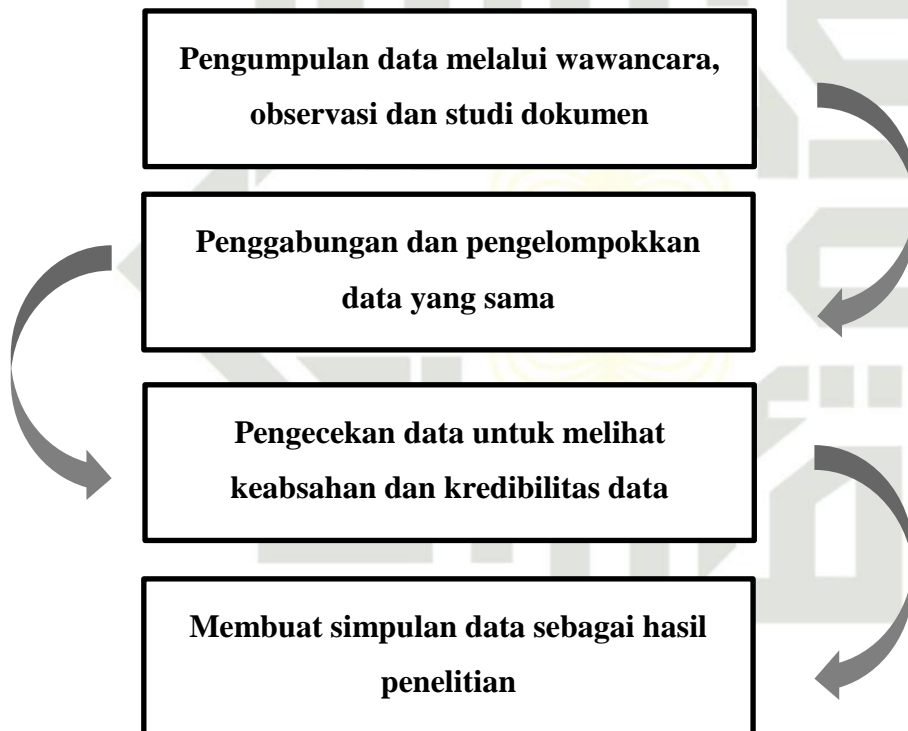 Pengumpulan data melalui wawancara,
observasi dan studi dokumen
Penggabungan dan pengelompokkan
data yang sama
Pengecekan data untuk melihat
keabsahan dan kredibilitas data
Membuat simpulan data sebagai hasil
penelitian